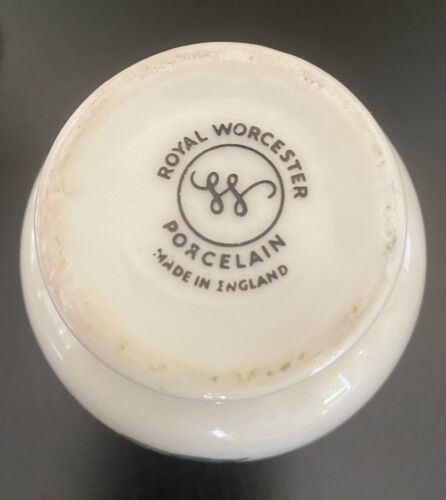 ROYAL WORCESTER
PORCELAIN
MADE IN ENGLAND